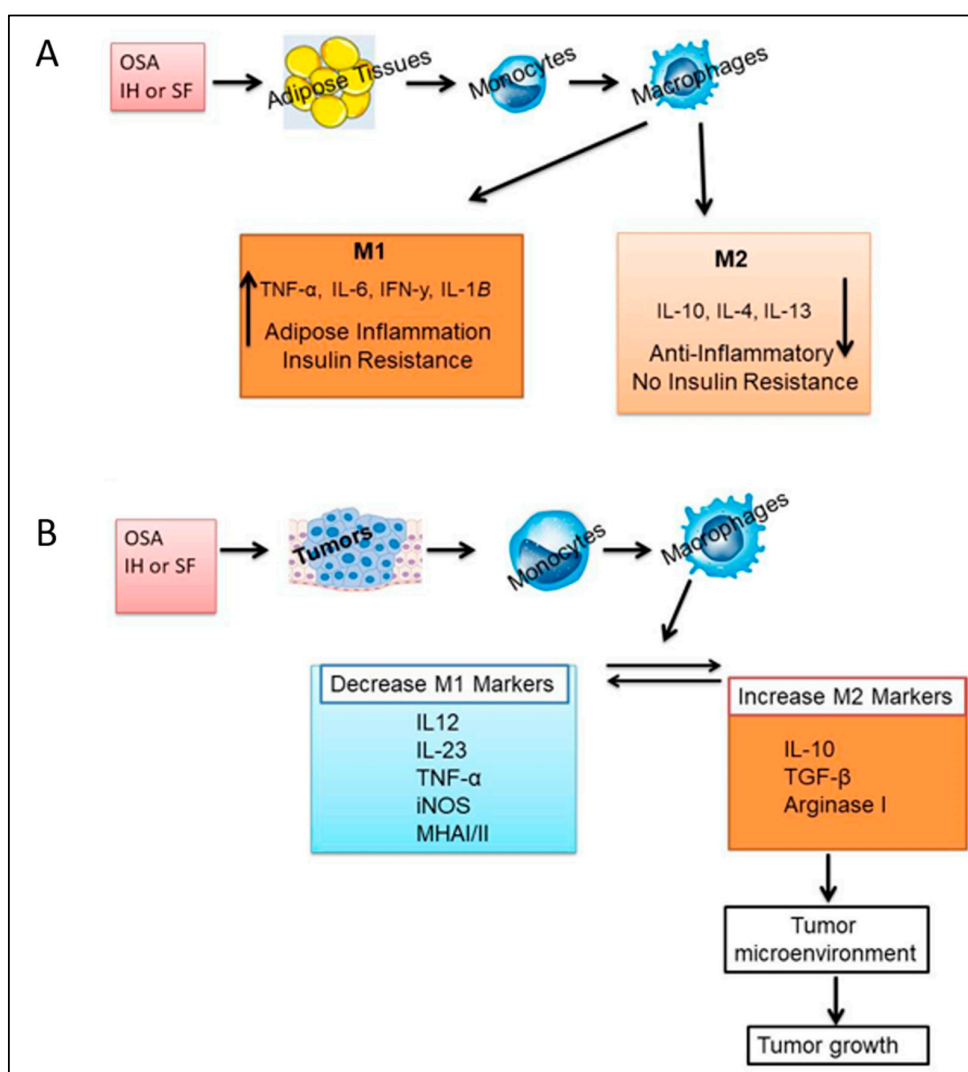 A
OSA
IH or SF
Adipose Tissues
Monocytes
Macrophages
M1
TNF-α, IL-6, IFN-y, IL-1B
Adipose Inflammation
Insulin Resistance
M2
IL-10, IL-4, IL-13
Anti-Inflammatory
No Insulin Resistance
B
OSA
IH or SF
Tumors
Monocytes
Macrophages
Decrease M1 Markers
IL12
IL-23
TNF-α
iNOS
MHAI/II
Increase M2 Markers
IL-10
TGF-β
Arginase I
Tumor
microenvironment
Tumor growth